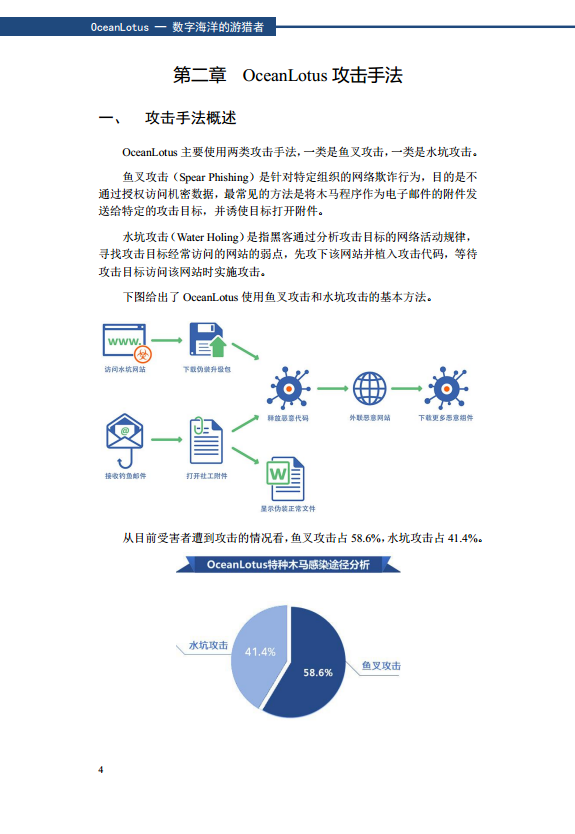 OceanLotus — 数字海洋的游猎者
第二章 OceanLotus 攻击手法
一、 攻击手法概述
OceanLotus 主要使用两类攻击手法，一类是鱼叉攻击，一类是水坑攻击。
鱼叉攻击（Spear Phishing）是针对特定组织的网络欺诈行为，目的是不
通过授权访问机密数据，最常见的方法是将木马程序作为电子邮件的附件发
送给特定的攻击目标，并诱使目标打开附件。
水坑攻击（Water Holing）是指黑客通过分析攻击目标的网络活动规律，
寻找攻击目标经常访问的网站的弱点，先攻下该网站并植入攻击代码，等待
攻击目标访问该网站时实施攻击。
下图给出了 OceanLotus 使用鱼叉攻击和水坑攻击的基本方法。
www.
访问水坑网站
下载伪装升级包
释放恶意代码
外联恶意网站
下载更多恶意组件
@
接收钓鱼邮件
打开社工附件
W
显示伪装正常文件
从目前受害者遭到攻击的情况看，鱼叉攻击占 58.6%，水坑攻击占 41.4%。
OceanLotus特种木马感染途径分析
水坑攻击
41.4%
58.6%
鱼叉攻击
4